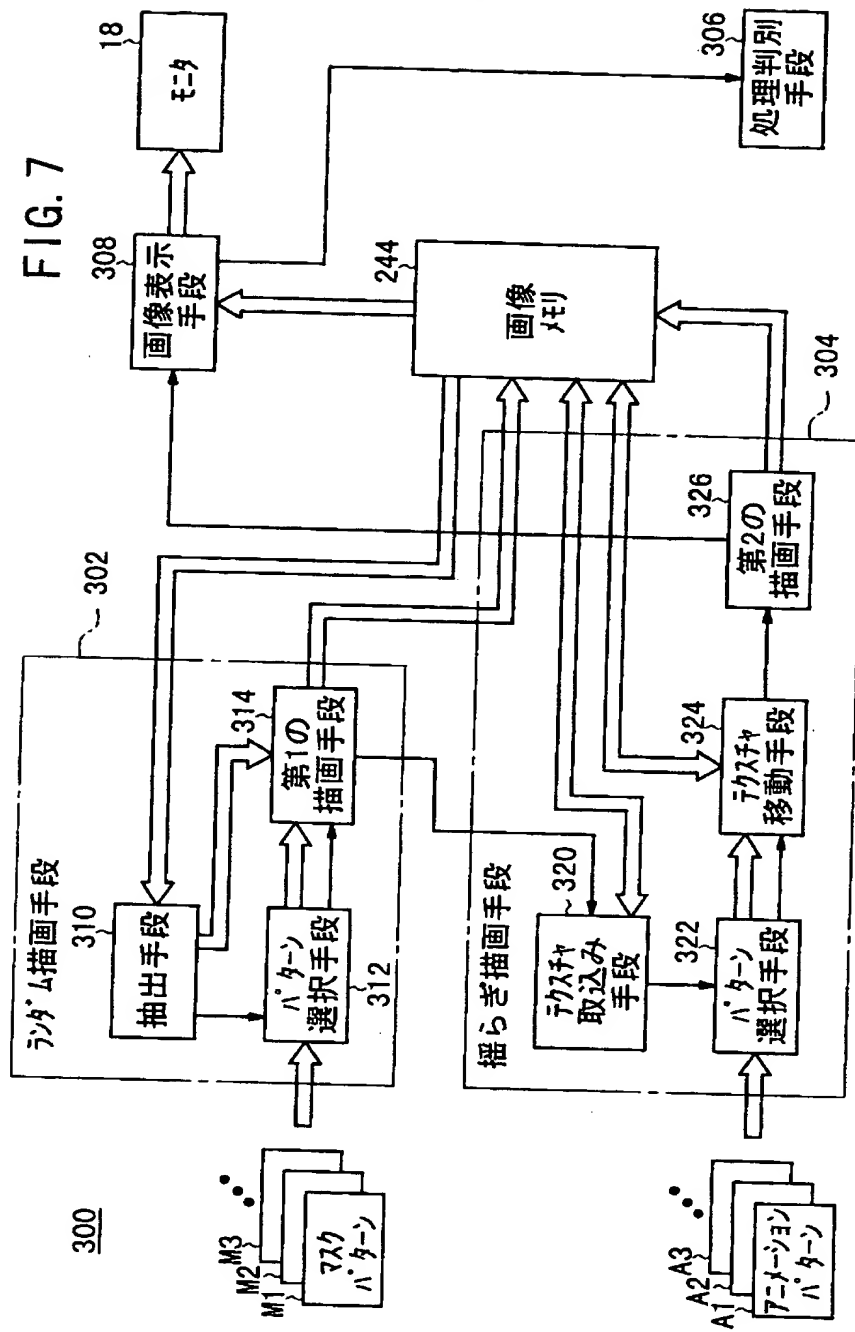 FIG. 7
300
M1
M2
M3
マスク
パターン
A1
A2
A3
アニメーション
パターン
302
ランダム描画手段
310
抽出手段
パターン
選択手段
312
314
第1の
描画手段
304
揺らぎ描画手段
320
テクスチャ
取込み
手段
322
パターン
選択手段
324
テクスチャ
移動手段
326
第2の
描画手段
244
画像
メモリ
308
画像表示
手段
18
モニタ
306
処理判別
手段